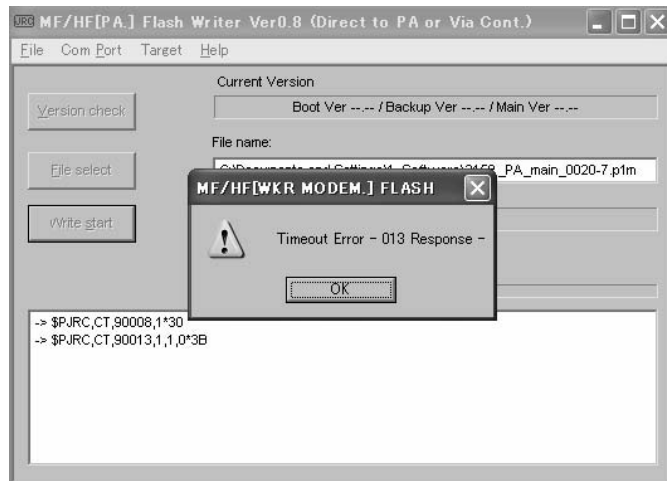 JRC MF/HF[PA.] Flash Writer Ver0.8 (Direct to PA or Via Cont.)
File Com Port Target Help
Current Version
Version check
Boot Ver --.-- / Backup Ver --.-- / Main Ver --.--
File name:
File select
_PA_main_0020-7.p1m
MF/HF[WKR MODEM.] FLASH
Write start
Timeout Error - 013 Response -
OK
-> $PJRC,CT,90008,1*30
-> $PJRC,CT,90013,1,1,0*3B